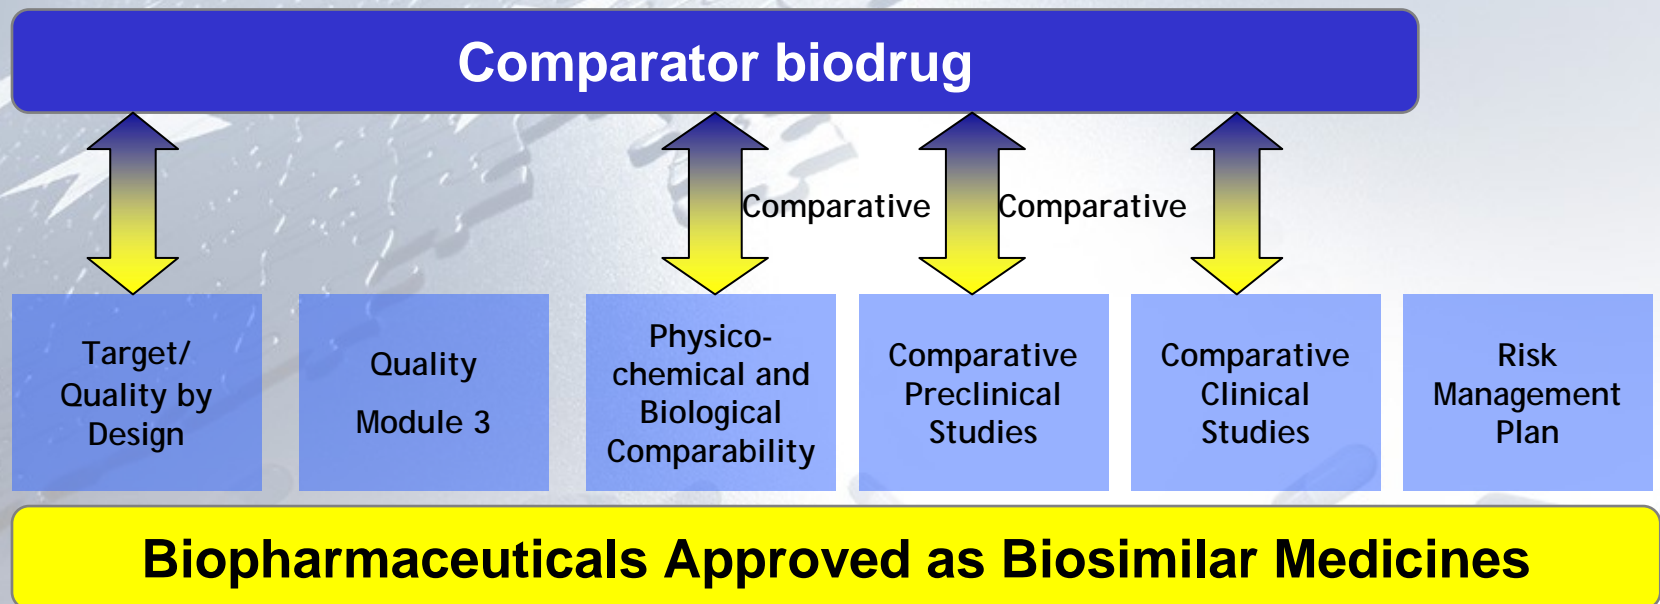 Comparator biodrug
Comparative
Comparative
Target/
Quality by
Design
Quality
Module 3
Physico-
chemical and
Biological
Comparability
Comparative
Preclinical
Studies
Comparative
Clinical
Studies
Risk
Management
Plan
Biopharmaceuticals Approved as Biosimilar Medicines